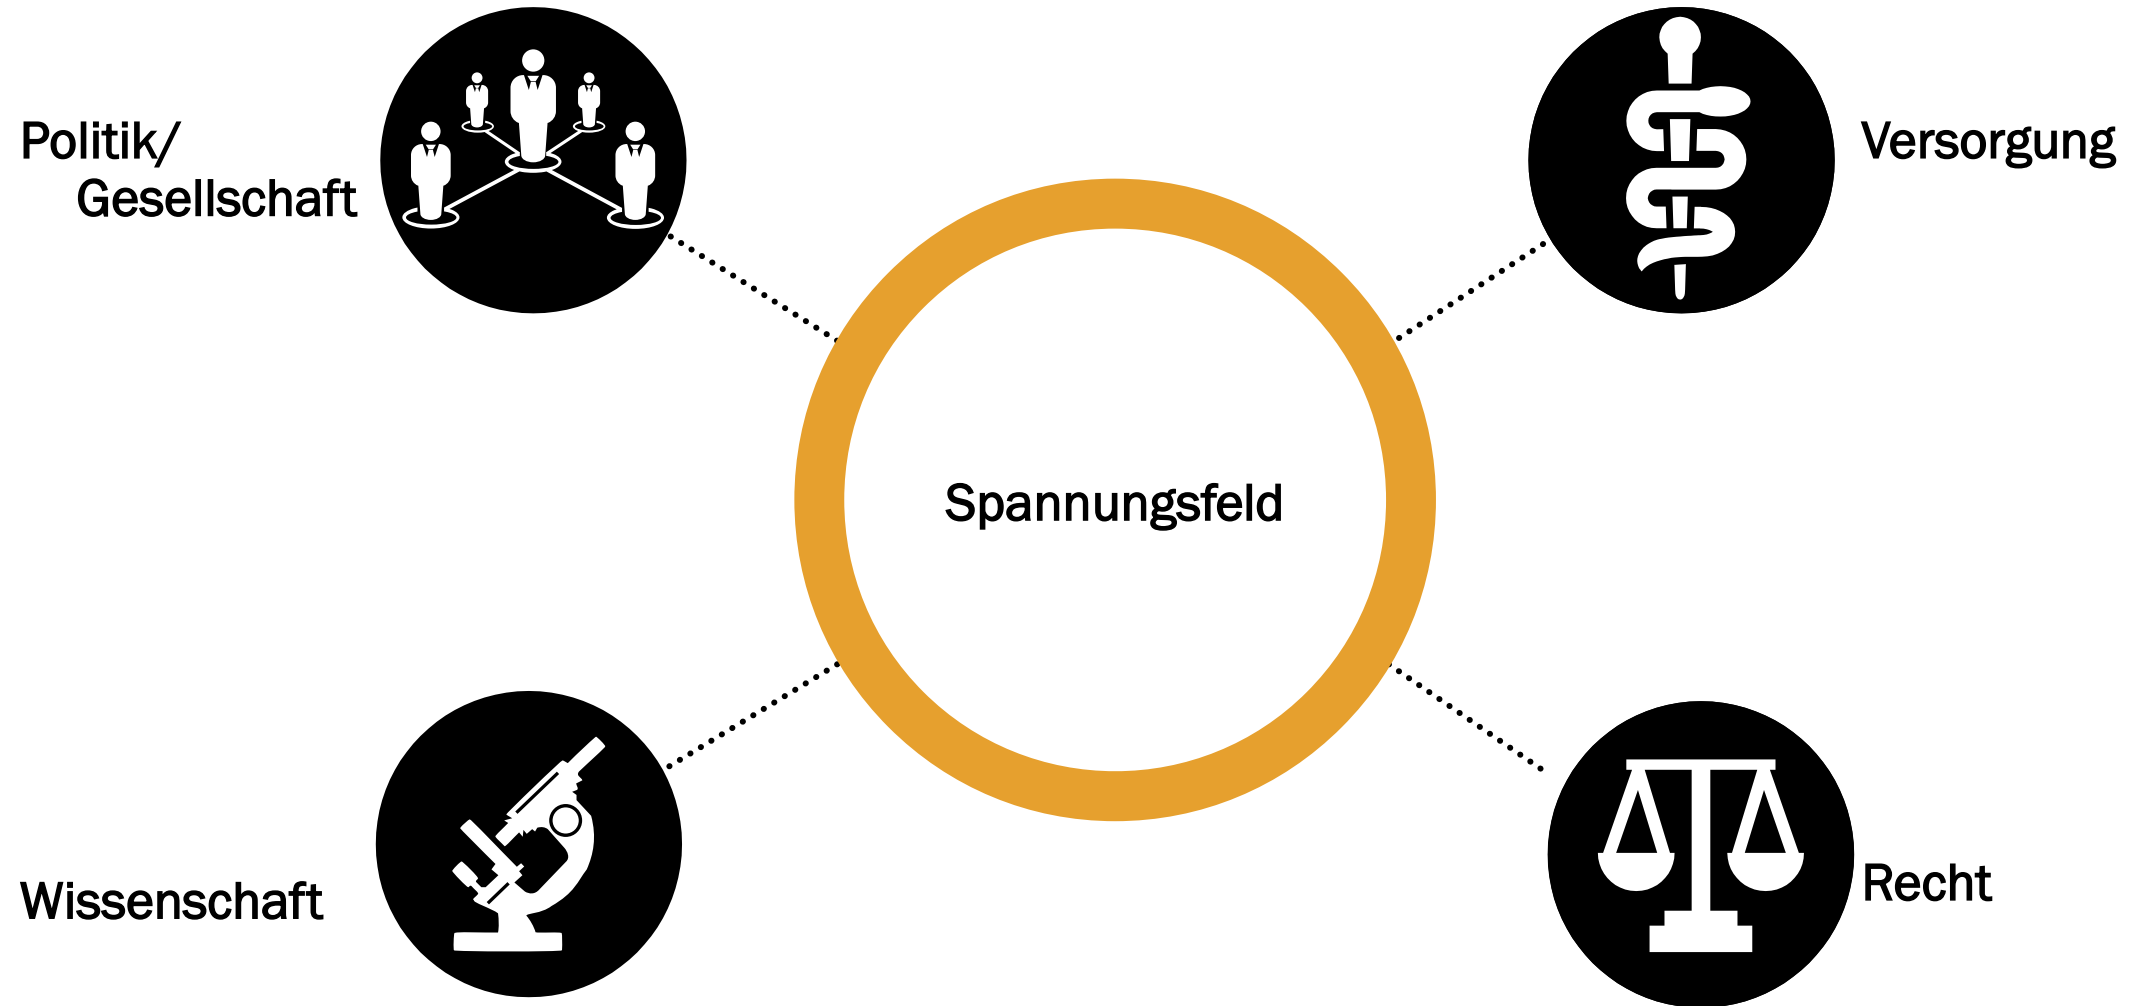 Politik/
Gesellschaft
Versorgung
Spannungsfeld
Wissenschaft
Recht